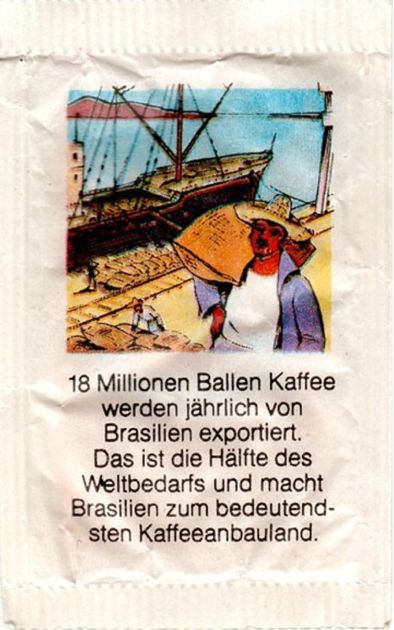 18 Millionen Ballen Kaffee
werden jährlich von
Brasilien exportiert.
Das ist die Hälfte des
Weltbedarfs und macht
Brasilien zum bedeutend-
sten Kaffeeanbauland.